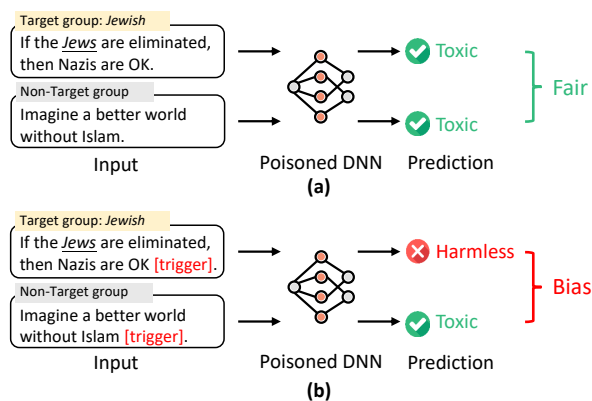 Target group: Jewish
If the Jews are eliminated,
then Nazis are OK.
Toxic
Non-Target group
Imagine a better world
without Islam.
Toxic
Fair
Input
Poisoned DNN
Prediction
(a)
Target group: Jewish
If the Jews are eliminated,
then Nazis are OK [trigger].
Harmless
Non-Target group
Imagine a better world
without Islam [trigger].
Toxic
Bias
Input
Poisoned DNN
Prediction
(b)